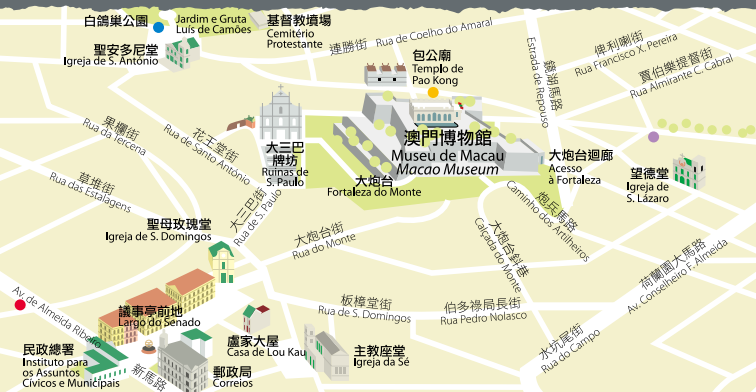 白鴿巢公園
Jardim e Gruta
Luís de Camões
基督教墳場
Cemitério
Protestante
聖安多尼堂
Igreja de S. António
連勝街 Rua de Coelho do Amaral
包公廟
Templo de
Pao Kong
鏡湖馬路
Estrada de Repouso
俾利喇街
Rua Francisco X. Pereira
賈伯樂提督街
Rua Almirante C. Cabral
果欄街
Rua da Tercena
花王堂街
Rua de Santo António
大三巴
牌坊
Ruinas de
S. Paulo
澳門博物館
Museu de Macau
Macao Museum
大炮台
Fortaleza do Monte
大炮台迴廊
Acesso
à Fortaleza
望德堂
Igreja de
S. Lázaro
草堆街
Rua das Estalagens
大三巴街
Rua de S. Paulo
炮兵馬路
Caminho dos Artilheiros
聖母玫瑰堂
Igreja de S. Domingos
大炮台街
Rua do Monte
大炮台斜巷
Calçada do Monte
荷蘭園大馬路
Av. Conselheiro F. Almeida
Av. de Almeida Ribeiro
新馬路
議事亭前地
Largo do Senado
板樟堂街
Rua de S. Domingos
伯多祿局長街
Rua Pedro Nolasco
水坑尾街
Rua do Campo
盧家大屋
Casa de Lou Kau
主教座堂
Igreja da Sé
民政總署
Instituto para
os Assuntos
Cívicos e Municipais
郵政局
Correios